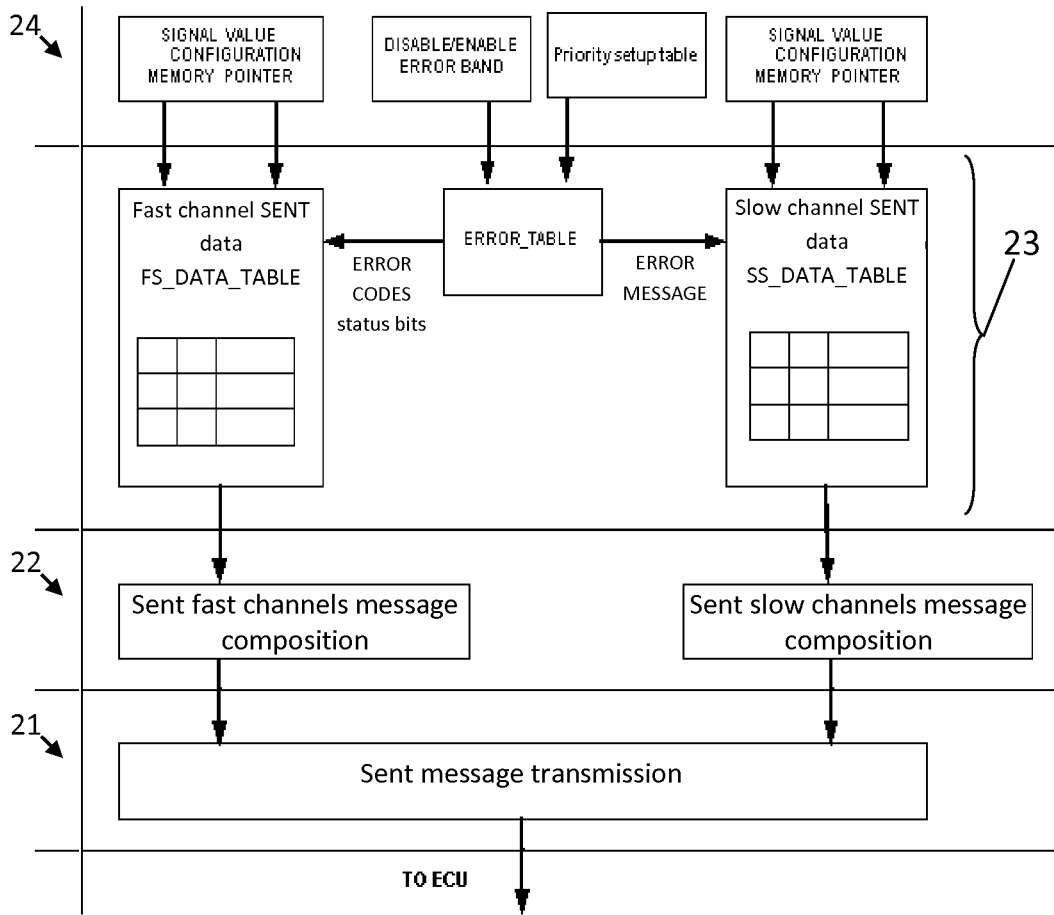 24
SIGNAL VALUE
CONFIGURATION
MEMORY POINTER
DISABLE/ENABLE
ERROR BAND
Priority setup table
SIGNAL VALUE
CONFIGURATION
MEMORY POINTER
Fast channel SENT
data
FS_DATA_TABLE
ERROR_TABLE
Slow channel SENT
data
SS_DATA_TABLE
ERROR
CODES
status bits
ERROR
MESSAGE
23
22
Sent fast channels message
composition
Sent slow channels message
composition
21
Sent message transmission
TO ECU